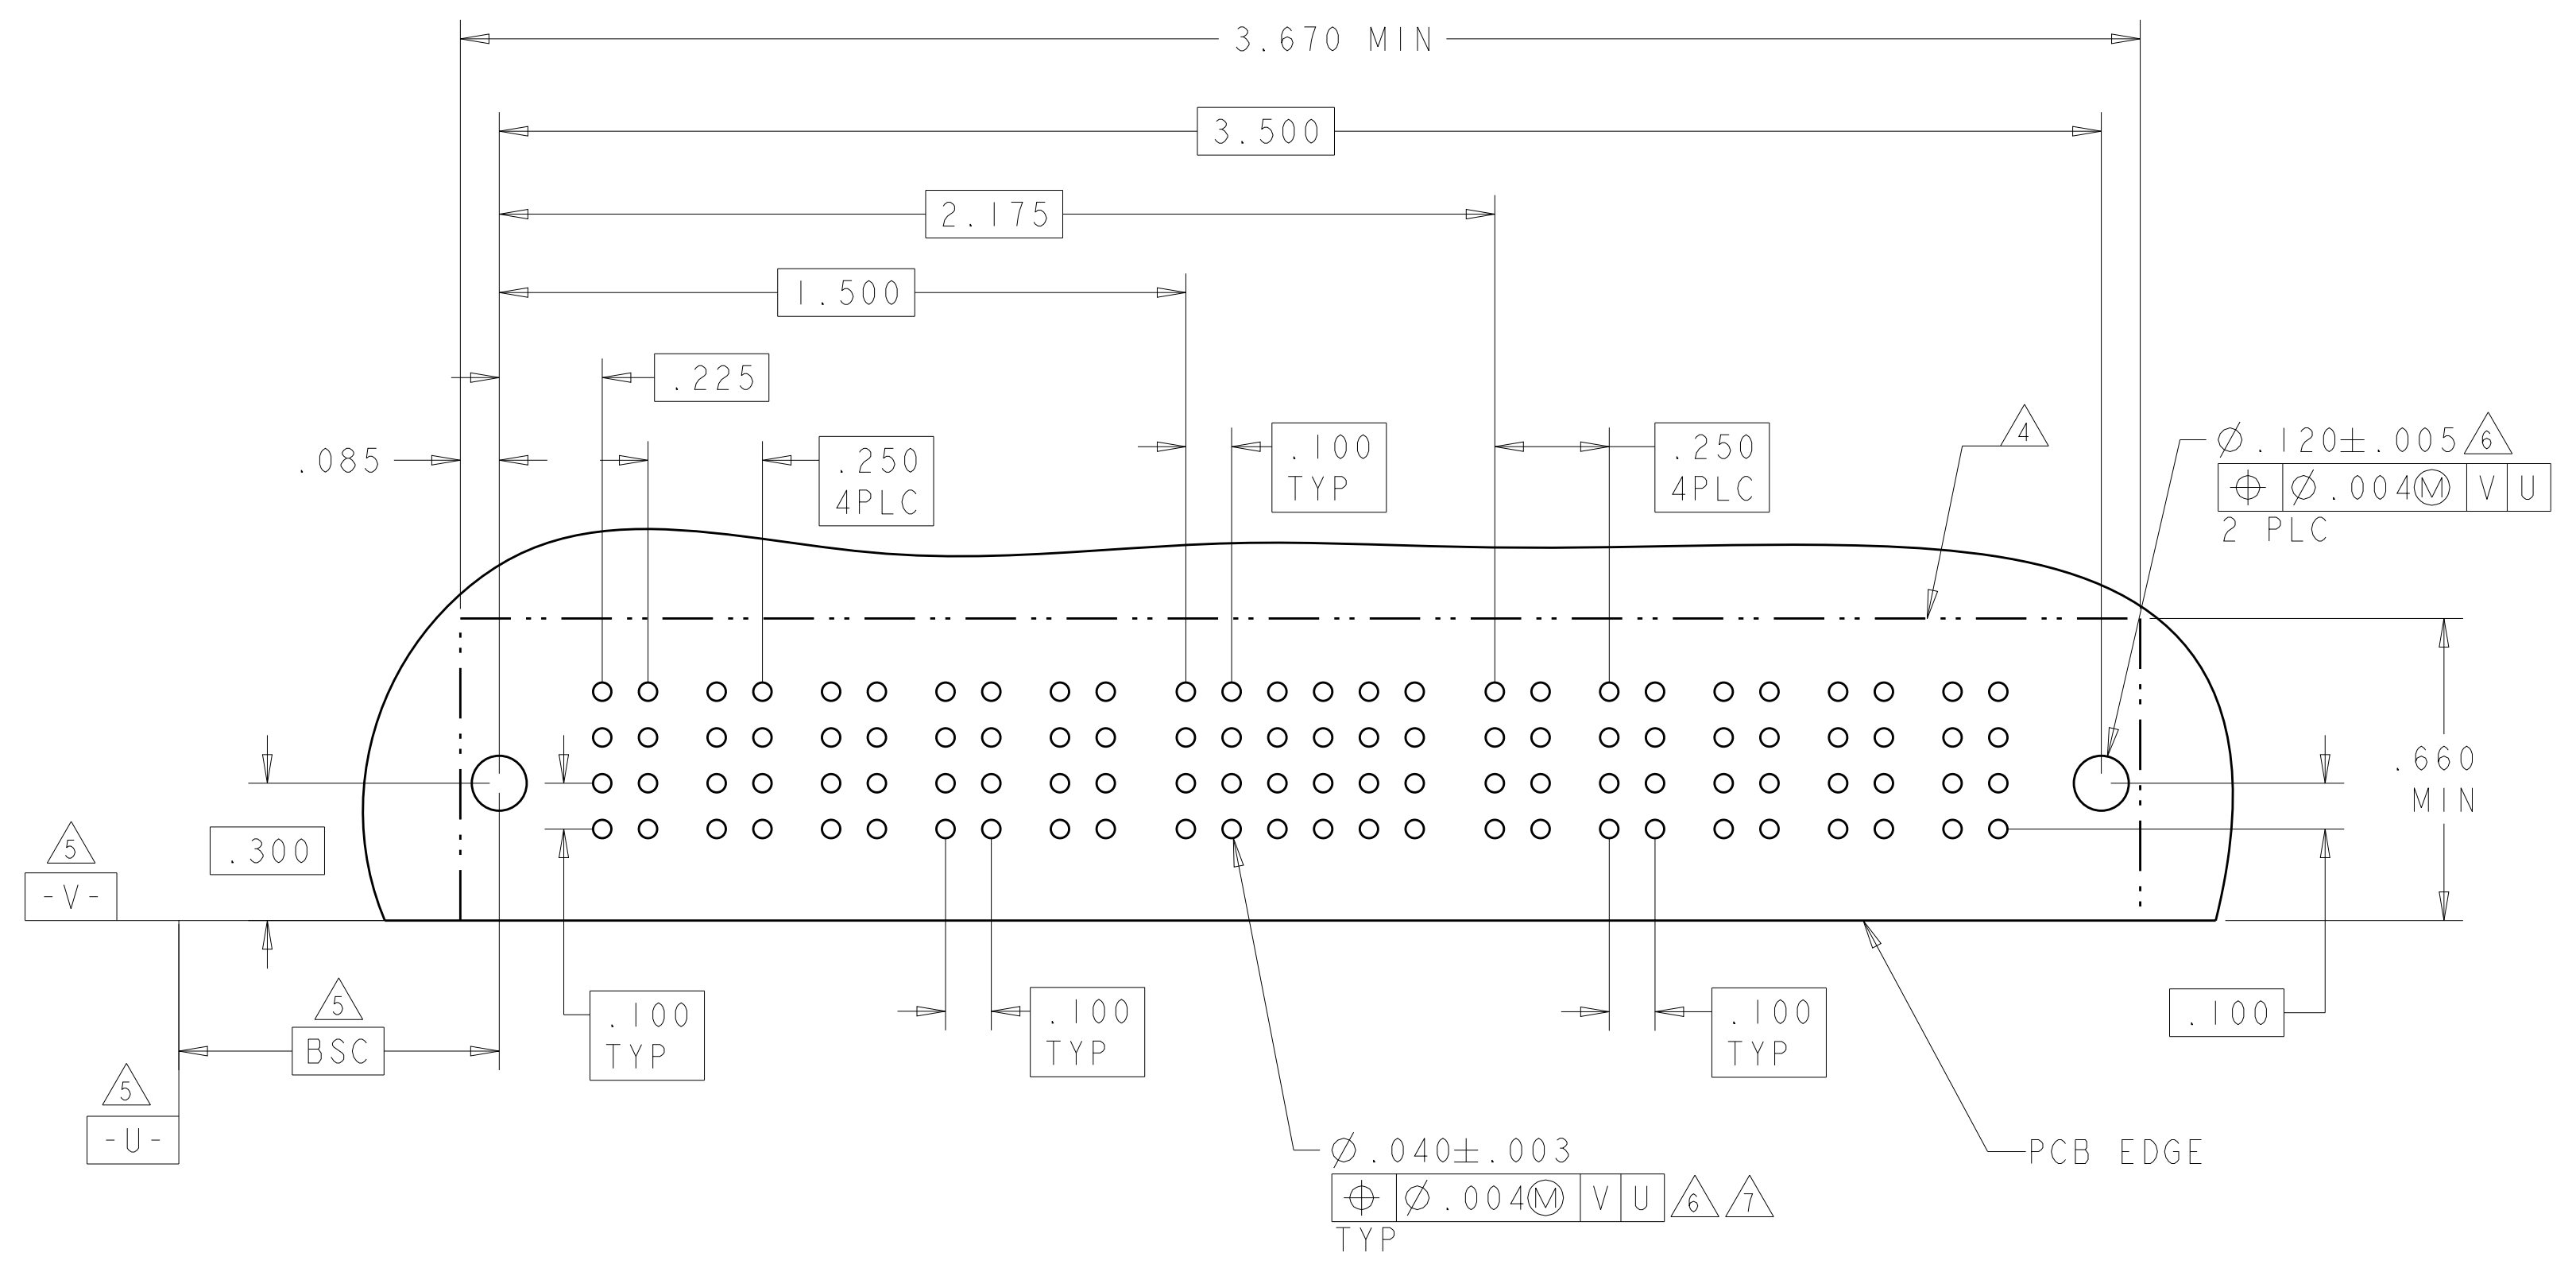 3.670 MIN
3.500
2.175
1.500
.225
.085
.250
4PLC
.100
TYP
.250
4PLC
4
Ø.120±.005 6
⌖ Ø.004Ⓜ V U
2 PLC
.660
MIN
.300
5
-V-
5
BSC
5
-U-
.100
TYP
.100
TYP
.100
TYP
.100
Ø.040±.003
⌖ Ø.004Ⓜ V U 6 7
TYP
PCB EDGE